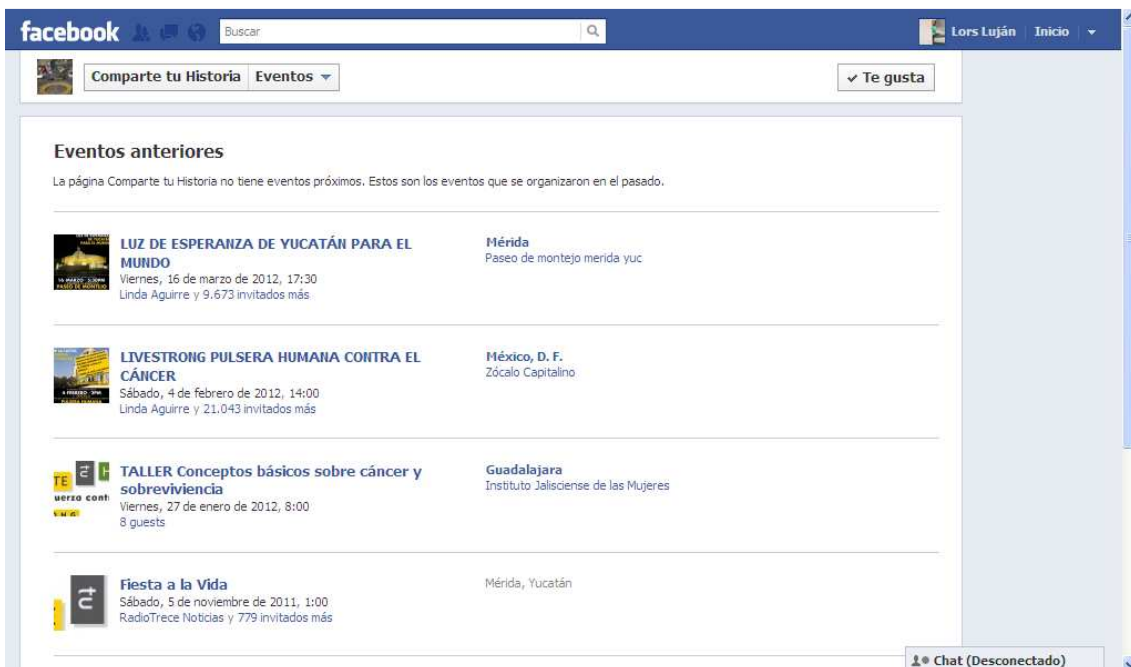 facebook
Buscar
Lors Luján Inicio
Comparte tu Historia Eventos
Te gusta
Eventos anteriores
La página Comparte tu Historia no tiene eventos próximos. Estos son los eventos que se organizaron en el pasado.
LUZ DE ESPERANZA DE YUCATÁN PARA EL
MUNDO
Viernes, 16 de marzo de 2012, 17:30
Linda Aguirre y 9.673 invitados más
Mérida
Paseo de montejo merida yuc
LIVESTRONG PULSERA HUMANA CONTRA EL
CÁNCER
Sábado, 4 de febrero de 2012, 14:00
Linda Aguirre y 21.043 invitados más
México, D. F.
Zócalo Capitalino
TE
uerzo cont
TALLER Conceptos básicos sobre cáncer y
sobreviviencia
Viernes, 27 de enero de 2012, 8:00
8 guests
Guadalajara
Instituto Jalisciense de las Mujeres
Fiesta a la Vida
Sábado, 5 de noviembre de 2011, 1:00
RadioTrece Noticias y 779 invitados más
Mérida, Yucatán
Chat (Desconectado)